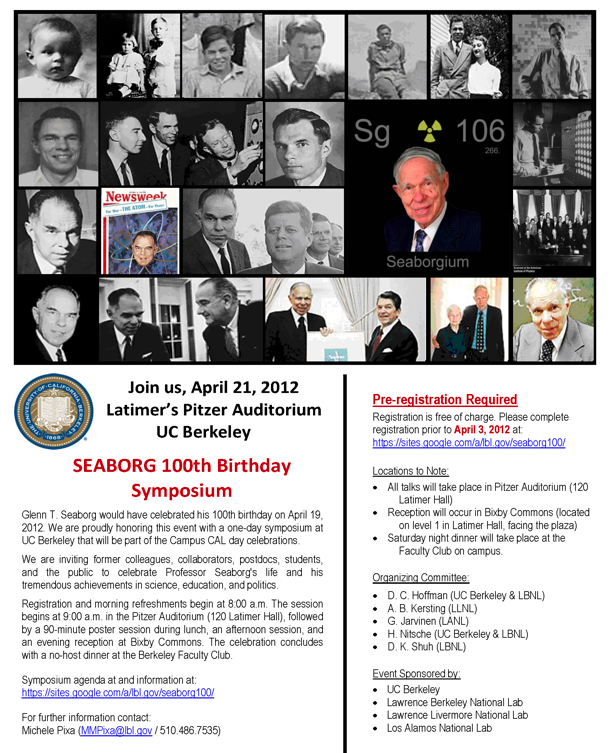 Sg 106
266.
Newsweek
THE ATOM
Seaborgium
Join us, April 21, 2012
Latimer's Pitzer Auditorium
UC Berkeley
SEABORG 100th Birthday
Symposium
Glenn T. Seaborg would have celebrated his 100th birthday on April 19,
2012. We are proudly honoring this event with a one-day symposium at
UC Berkeley that will be part of the Campus CAL day celebrations.
We are inviting former colleagues, collaborators, postdocs, students,
and the public to celebrate Professor Seaborg's life and his
tremendous achievements in science, education, and politics.
Registration and morning refreshments begin at 8:00 a.m. The session
begins at 9:00 a.m. in the Pitzer Auditorium (120 Latimer Hall), followed
by a 90-minute poster session during lunch, an afternoon session, and
an evening reception at Bixby Commons. The celebration concludes
with a no-host dinner at the Berkeley Faculty Club.
Symposium agenda at and information at:
https://sites.google.com/a/lbl.gov/seaborg100/
For further information contact:
Michele Pixa (MMPixa@lbl.gov / 510.486.7535)
Pre-registration Required
Registration is free of charge. Please complete
registration prior to April 3, 2012 at:
https://sites.google.com/a/lbl.gov/seaborg100/
Locations to Note:
• All talks will take place in Pitzer Auditorium (120
Latimer Hall)
• Reception will occur in Bixby Commons (located
on level 1 in Latimer Hall, facing the plaza)
• Saturday night dinner will take place at the
Faculty Club on campus.
Organizing Committee:
• D. C. Hoffman (UC Berkeley & LBNL)
• A. B. Kersting (LLNL)
• G. Jarvinen (LANL)
• H. Nitsche (UC Berkeley & LBNL)
• D. K. Shuh (LBNL)
Event Sponsored by:
• UC Berkeley
• Lawrence Berkeley National Lab
• Lawrence Livermore National Lab
• Los Alamos National Lab